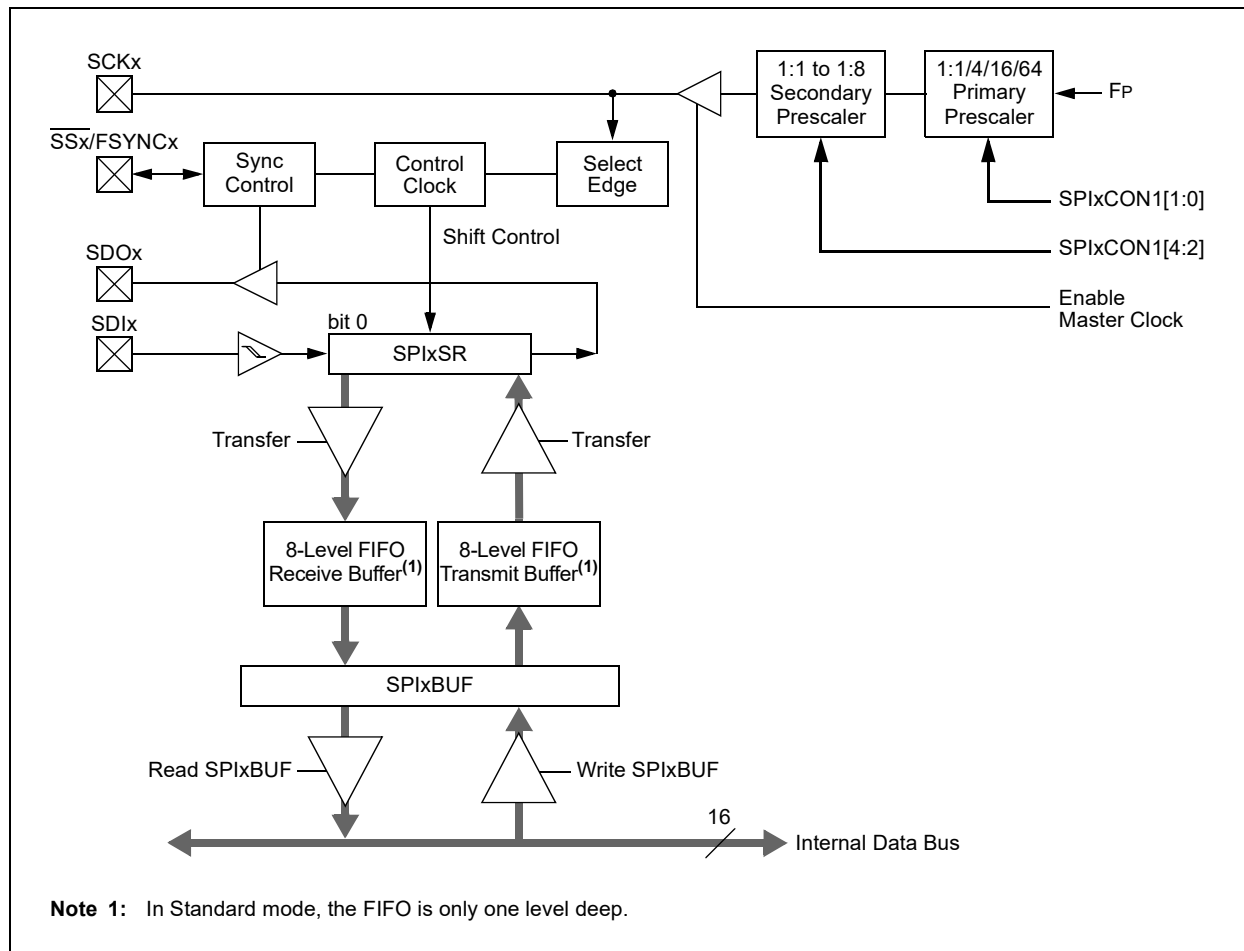 SCKx
1:1 to 1:8
Secondary
Prescaler
1:1/4/16/64
Primary
Prescaler
FP
SSx/FSYNCx
Sync
Control
Control
Clock
Select
Edge
SPIxCON1[1:0]
Shift Control
SPIxCON1[4:2]
SDOx
Enable
Master Clock
SDIx
bit 0
SPIxSR
Transfer
Transfer
8-Level FIFO
Receive Buffer(1)
8-Level FIFO
Transmit Buffer(1)
SPIxBUF
Read SPIxBUF
Write SPIxBUF
16
Internal Data Bus
Note 1: In Standard mode, the FIFO is only one level deep.